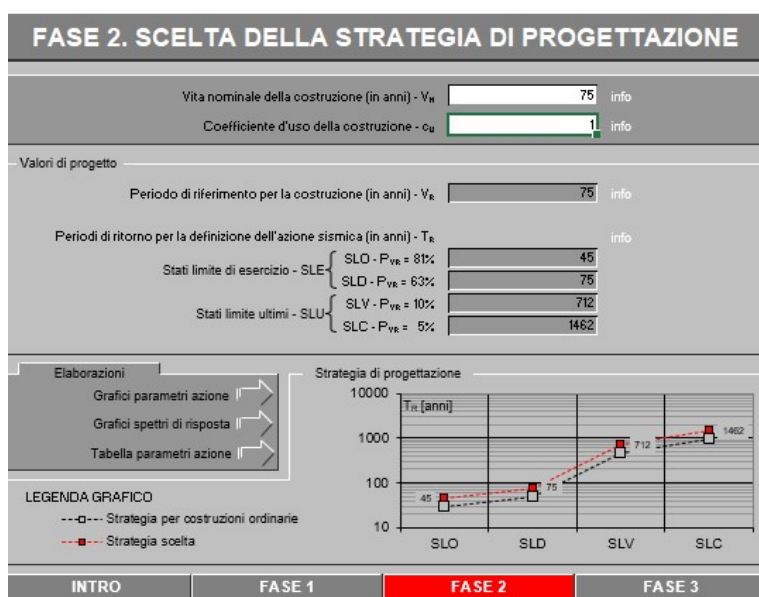 FASE 2. SCELTA DELLA STRATEGIA DI PROGETTAZIONE
Vita nominale della costruzione (in anni) - VN 75 info
Coefficiente d'uso della costruzione - cU 1 info
Valori di progetto
Periodo di riferimento per la costruzione (in anni) - VR 75 info
Periodi di ritorno per la definizione dell'azione sismica (in anni) - TR info
Stati limite di esercizio - SLE
SLO - PVR = 81% 45
SLD - PVR = 63% 75
Stati limite ultimi - SLU
SLV - PVR = 10% 712
SLC - PVR = 5% 1462
Elaborazioni
Grafici parametri azione
Grafici spettri di risposta
Tabella parametri azione
LEGENDA GRAFICO
Strategia per costruzioni ordinarie
Strategia scelta
Strategia di progettazione
TR [anni]
10000
1000
100
10
45
75
712
1462
SLO SLD SLV SLC
INTRO FASE 1 FASE 2 FASE 3